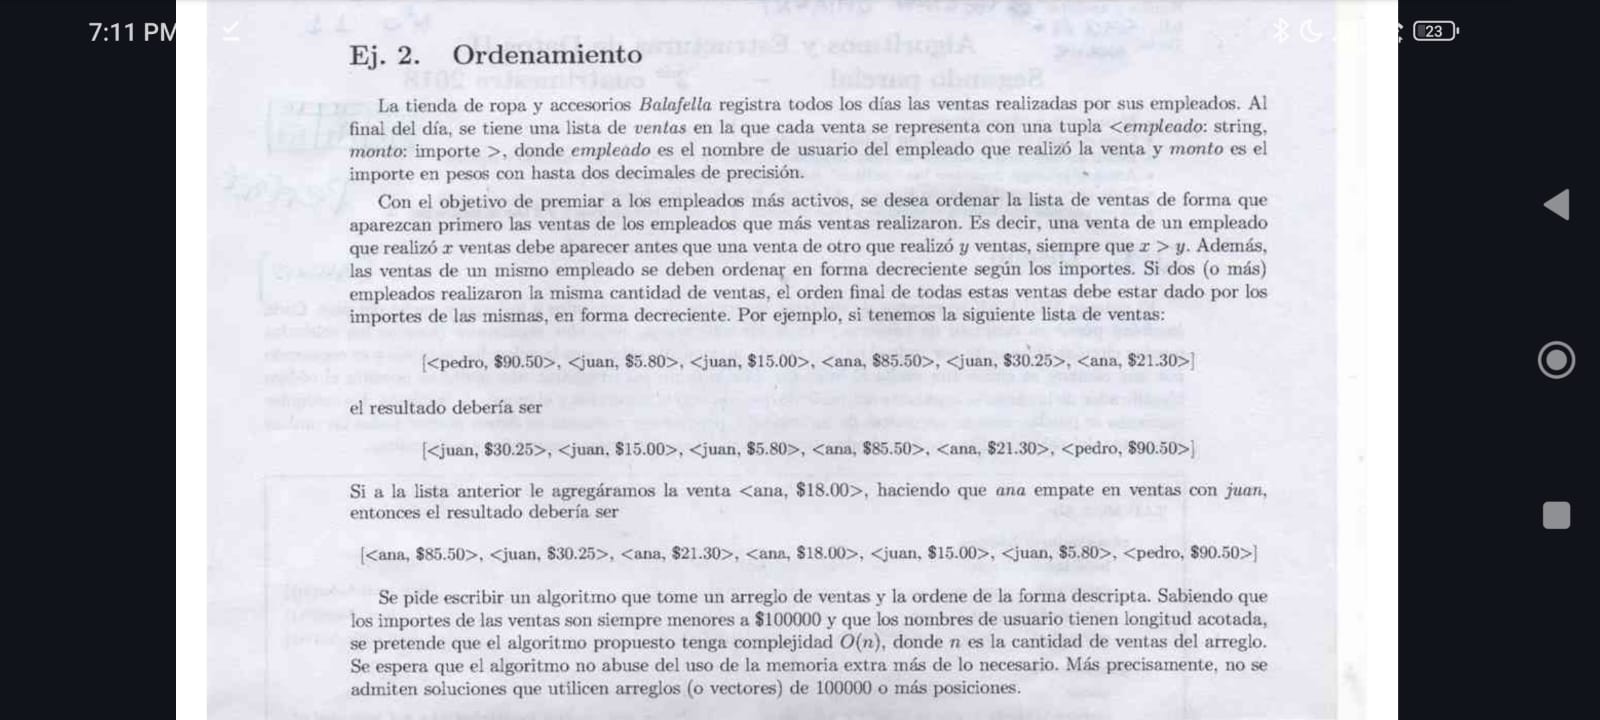 7:11 PM
23
Ej. 2. Ordenamiento
La tienda de ropa y accesorios Balafella registra todos los días las ventas realizadas por sus empleados. Al
final del día, se tiene una lista de ventas en la que cada venta se representa con una tupla <empleado: string,
monto: importe >, donde empleado es el nombre de usuario del empleado que realizó la venta y monto es el
importe en pesos con hasta dos decimales de precisión.
Con el objetivo de premiar a los empleados más activos, se desea ordenar la lista de ventas de forma que
aparezcan primero las ventas de los empleados que más ventas realizaron. Es decir, una venta de un empleado
que realizó x ventas debe aparecer antes que una venta de otro que realizó y ventas, siempre que x > y. Además,
las ventas de un mismo empleado se deben ordenar en forma decreciente según los importes. Si dos (o más)
empleados realizaron la misma cantidad de ventas, el orden final de todas estas ventas debe estar dado por los
importes de las mismas, en forma decreciente. Por ejemplo, si tenemos la siguiente lista de ventas:
[<pedro, $90.50>, <juan, $5.80>, <juan, $15.00>, <ana, $85.50>, <juan, $30.25>, <ana, $21.30>]
el resultado debería ser
[<juan, $30.25>, <juan, $15.00>, <juan, $5.80>, <ana, $85.50>, <ana, $21.30>, <pedro, $90.50>]
Si a la lista anterior le agregáramos la venta <ana, $18.00>, haciendo que ana empate en ventas con juan,
entonces el resultado debería ser
[<ana, $85.50>, <juan, $30.25>, <ana, $21.30>, <ana, $18.00>, <juan, $15.00>, <juan, $5.80>, <pedro, $90.50>]
Se pide escribir un algoritmo que tome un arreglo de ventas y la ordene de la forma descripta. Sabiendo que
los importes de las ventas son siempre menores a $100000 y que los nombres de usuario tienen longitud acotada,
se pretende que el algoritmo propuesto tenga complejidad O(n), donde n es la cantidad de ventas del arreglo.
Se espera que el algoritmo no abuse del uso de la memoria extra más de lo necesario. Más precisamente, no se
admiten soluciones que utilicen arreglos (o vectores) de 100000 o más posiciones.